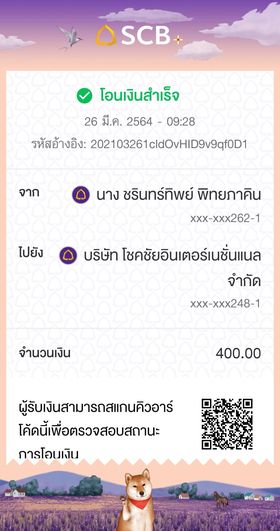 SCB
โอนเงินสำเร็จ
26 มี.ค. 2564 - 09:28
รหัสอ้างอิง: 202103261cldOvHID9v9qf0D1
จาก
นาง ชรินทร์ทิพย์ พิทยภาคิน
xxx-xxx262-1
ไปยัง
บริษัท โชคชัยอินเตอร์เนชั่นแนล
จำกัด
xxx-xxx248-1
จำนวนเงิน
400.00
ผู้รับเงินสามารถสแกนคิวอาร์
โค้ดนี้เพื่อตรวจสอบสถานะ
การโอนเงิน